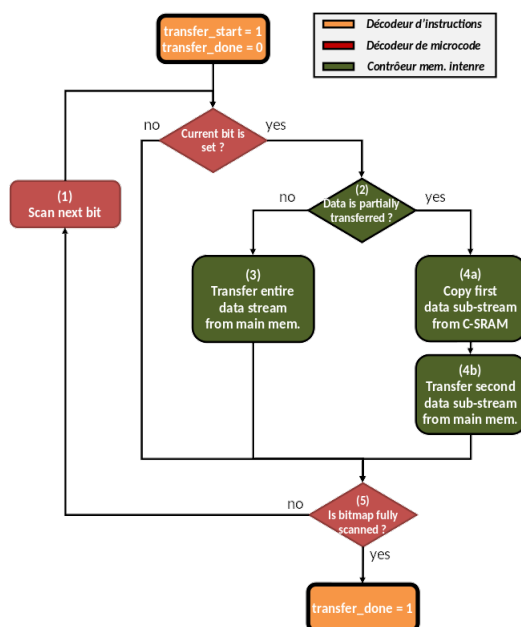 transfer_start = 1
transfer_done = 0
Décodeur d'instructions
Décodeur de microcode
Contrôeur mem. intenre
no
Current bit is
set ?
yes
(1)
Scan next bit
no
(2)
Data is partially
transferred ?
yes
(3)
Transfer entire
data stream
from main mem.
(4a)
Copy first
data sub-stream
from C-SRAM
(4b)
Transfer second
data sub-stream
from main mem.
no
(5)
Is bitmap fully
scanned ?
yes
transfer_done = 1